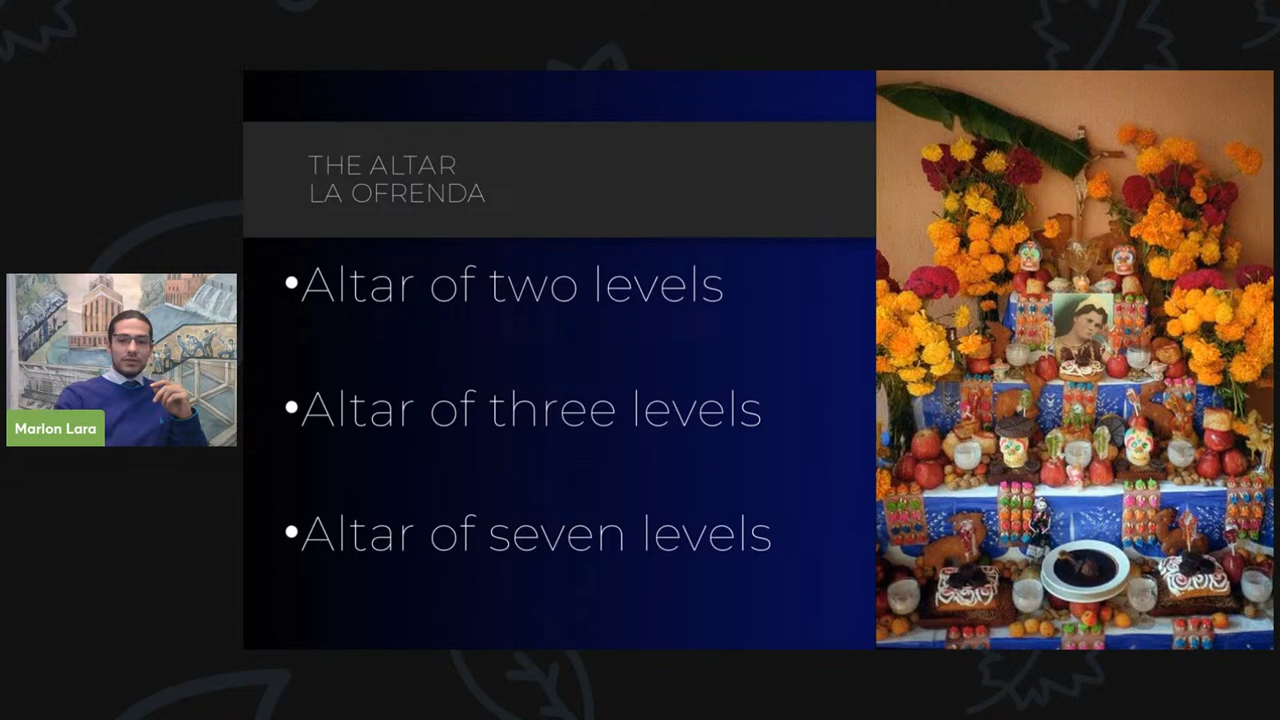 THE ALTAR
LA OFRENDA
•Altar of two levels
•Altar of three levels
•Altar of seven levels
Marlon Lara